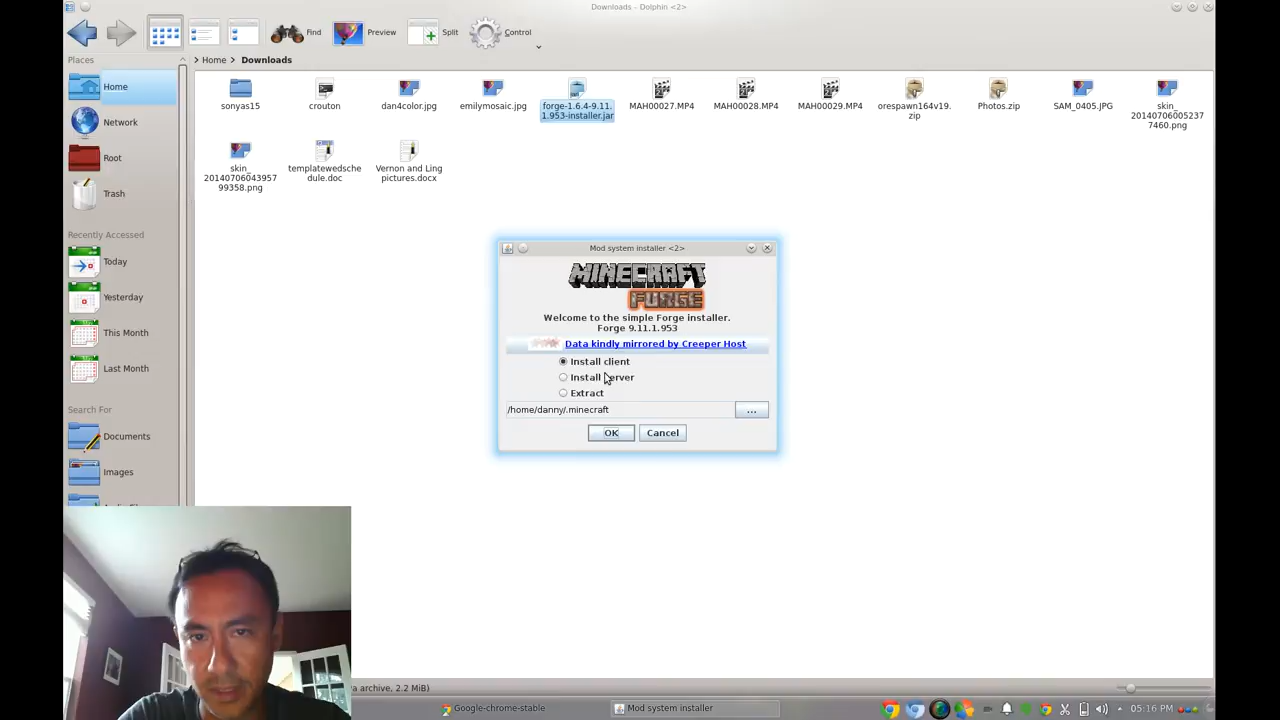 Downloads - Dolphin <2>
Find
Preview
Split
Control
Places
> Home > Downloads
Home
Network
Root
Trash
Recently Accessed
Today
Yesterday
This Month
Last Month
Search For
Documents
Images
sonyas15
crouton
dan4color.jpg
emilymosaic.jpg
forge-1.6.4-9.11.
1.953-installer.jar
MAH00027.MP4
MAH00028.MP4
MAH00029.MP4
orespawn164v19.
zip
Photos.zip
SAM_0405.JPG
skin_
20140706005237
7460.png
skin_
20140706043957
99358.png
templatewedsche
dule.doc
Vernon and Ling
pictures.docx
Mod system installer <2>
MINECRAFT
FORGE
Welcome to the simple Forge installer.
Forge 9.11.1.953
Data kindly mirrored by Creeper Host
Install client
Install server
Extract
/home/danny/.minecraft
...
OK
Cancel
a archive, 2.2 MiB)
Google-chrome-stable
Mod system installer
05:16 PM